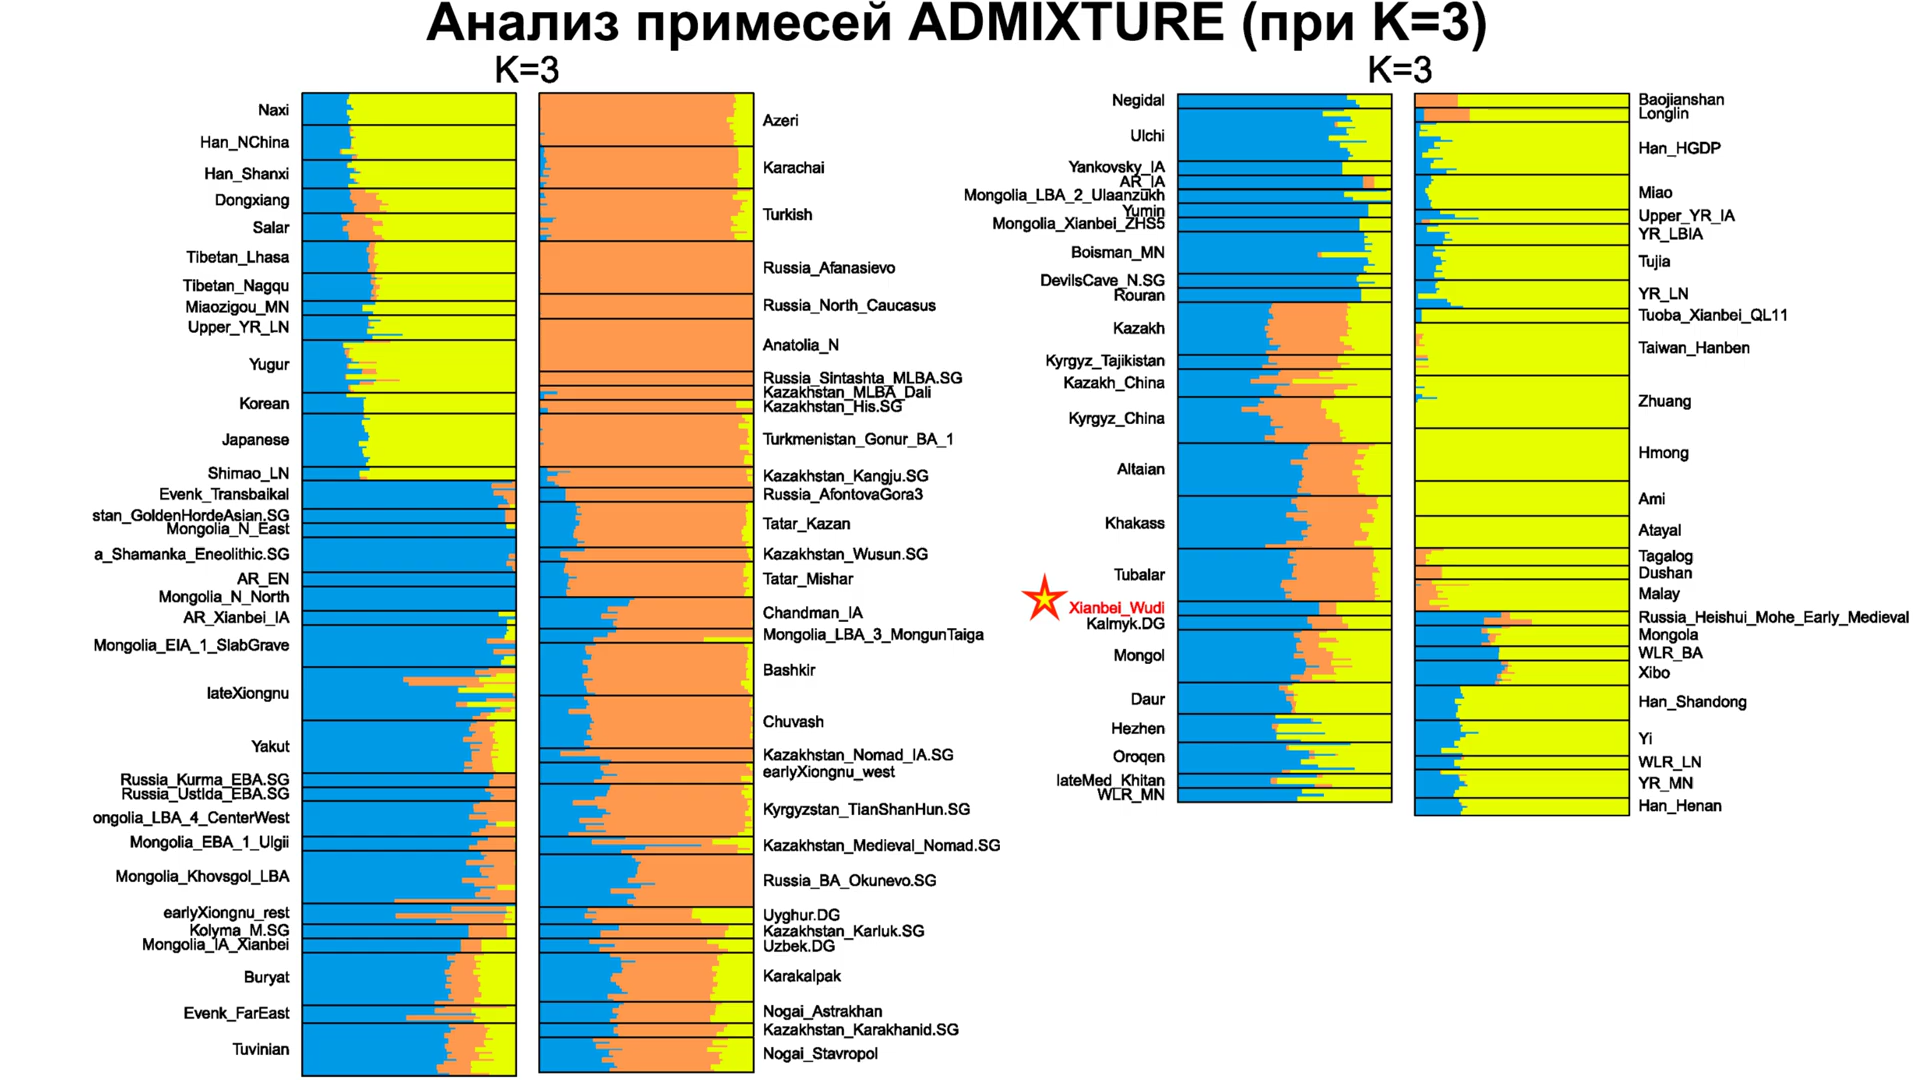 Анализ примесей ADMIXTURE (при K=3)
K=3
Naxi
Han_NChina
Han_Shanxi
Dongxiang
Salar
Tibetan_Lhasa
Tibetan_Nagqu
Miaozigou_MN
Upper_YR_LN
Yugur
Korean
Japanese
Shimao_LN
Evenk_Transbaikal
stan_GoldenHordeAsian.SG
Mongolia_N_East
a_Shamanka_Eneolithic.SG
AR_EN
Mongolia_N_North
AR_Xianbei_IA
Mongolia_EIA_1_SlabGrave
lateXiongnu
Yakut
Russia_Kurma_EBA.SG
Russia_UstIda_EBA.SG
ongolia_LBA_4_CenterWest
Mongolia_EBA_1_Ulgii
Mongolia_Khovsgol_LBA
earlyXiongnu_rest
Kolyma_M.SG
Mongolia_IA_Xianbei
Buryat
Evenk_FarEast
Tuvinian
Azeri
Karachai
Turkish
Russia_Afanasievo
Russia_North_Caucasus
Anatolia_N
Russia_Sintashta_MLBA.SG
Kazakhstan_MLBA_Dali
Kazakhstan_His.SG
Turkmenistan_Gonur_BA_1
Kazakhstan_Kangju.SG
Russia_AfontovaGora3
Tatar_Kazan
Kazakhstan_Wusun.SG
Tatar_Mishar
Chandman_IA
Mongolia_LBA_3_MongunTaiga
Bashkir
Chuvash
Kazakhstan_Nomad_IA.SG
earlyXiongnu_west
Kyrgyzstan_TianShanHun.SG
Kazakhstan_Medieval_Nomad.SG
Russia_BA_Okunevo.SG
Uyghur.DG
Kazakhstan_Karluk.SG
Uzbek.DG
Karakalpak
Nogai_Astrakhan
Kazakhstan_Karakhanid.SG
Nogai_Stavropol
K=3
Negidal
Ulchi
Yankovsky_IA
AR_IA
Mongolia_LBA_2_Ulaanzukh
Yumin
Mongolia_Xianbei_ZHS5
Boisman_MN
DevilsCave_N.SG
Rouran
Kazakh
Kyrgyz_Tajikistan
Kazakh_China
Kyrgyz_China
Altaian
Khakass
Tubalar
Xianbei_Wudi
Kalmyk.DG
Mongol
Daur
Hezhen
Oroqen
lateMed_Khitan
WLR_MN
Baojianshan
Longlin
Han_HGDP
Miao
Upper_YR_IA
YR_LBIA
Tujia
YR_LN
Tuoba_Xianbei_QL11
Taiwan_Hanben
Zhuang
Hmong
Ami
Atayal
Tagalog
Dushan
Malay
Russia_Heishui_Mohe_Early_Medieval
Mongola
WLR_BA
Xibo
Han_Shandong
Yi
WLR_LN
YR_MN
Han_Henan